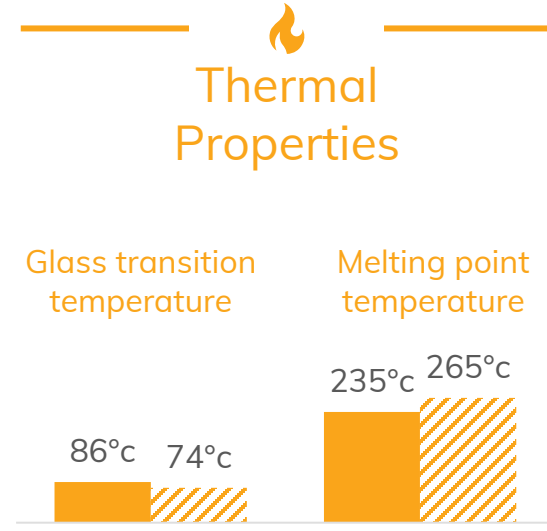 Thermal
Properties
Glass transition
temperature
Melting point
temperature
86°c
74°c
235°c
265°c